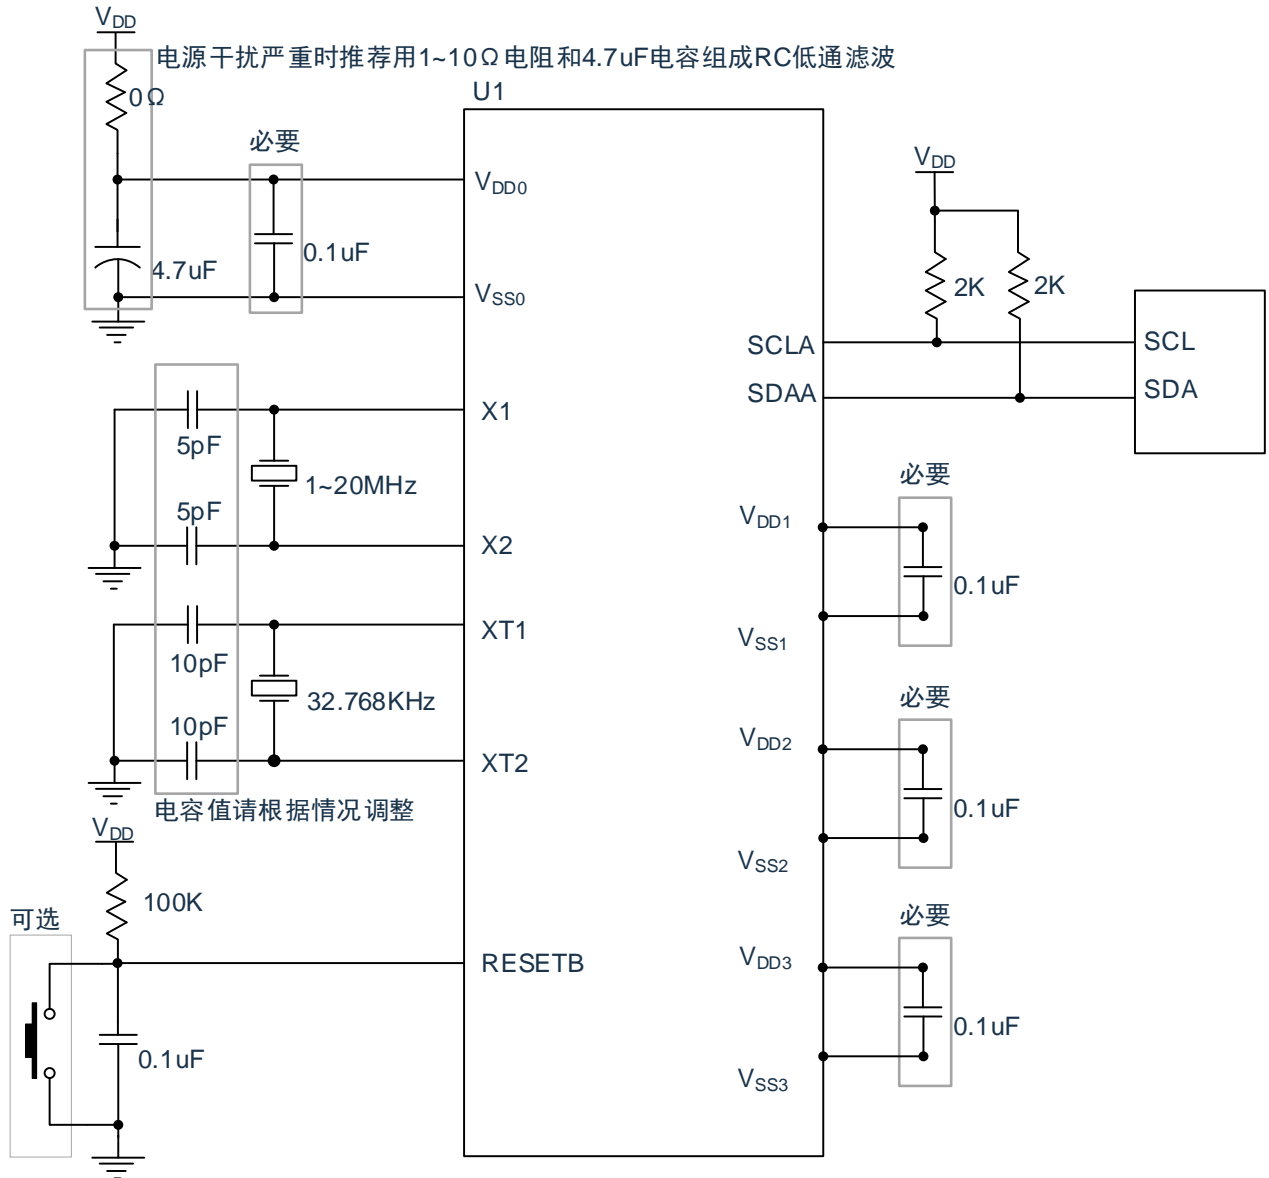 VDD
电源干扰严重时推荐用1~10Ω电阻和4.7uF电容组成RC低通滤波
U1
0Ω
必要
VDD0
0.1uF
4.7uF
VSS0
VDD
2K
2K
SCLA
SCL
SDAA
SDA
X1
5pF
1~20MHz
5pF
X2
XT1
10pF
32.768KHz
10pF
XT2
电容值请根据情况调整
必要
VDD1
0.1uF
VSS1
必要
VDD2
0.1uF
VSS2
VDD
100K
可选
RESETB
0.1uF
必要
VDD3
0.1uF
VSS3